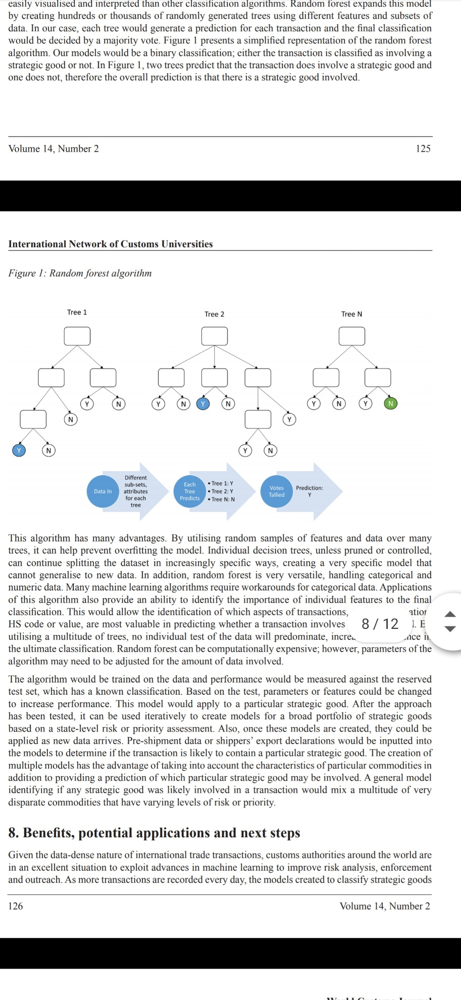 easily visualised and interpreted than other classification algorithms. Random forest expands this model
by creating hundreds or thousands of randomly generated trees using different features and subsets of
data. In our case, each tree would generate a prediction for each transaction and the final classification
would be decided by a majority vote. Figure 1 presents a simplified representation of the random forest
algorithm. Our models would be a binary classification; either the transaction is classified as involving a
strategic good or not. In Figure 1, two trees predict that the transaction does involve a strategic good and
one does not, therefore the overall prediction is that there is a strategic good involved.
Volume 14, Number 2 125
International Network of Customs Universities
Figure 1: Random forest algorithm
Tree 1 Tree 2 Tree N
Y N Y N Y N Y N Y N
N Y
Y N Y N
Data In
Different
sub-sets,
attributes
for each
tree
Each
Tree
Predicts
• Tree 1: Y
• Tree 2: Y
• Tree N: N
Votes
Tallied
Prediction:
Y
This algorithm has many advantages. By utilising random samples of features and data over many
trees, it can help prevent overfitting the model. Individual decision trees, unless pruned or controlled,
can continue splitting the dataset in increasingly specific ways, creating a very specific model that
cannot generalise to new data. In addition, random forest is very versatile, handling categorical and
numeric data. Many machine learning algorithms require workarounds for categorical data. Applications
of this algorithm also provide an ability to identify the importance of individual features to the final
classification. This would allow the identification of which aspects of transactions,
HS code or value, are most valuable in predicting whether a transaction involves
8 / 12
utilising a multitude of trees, no individual test of the data will predominate,
the ultimate classification. Random forest can be computationally expensive; however, parameters of the
algorithm may need to be adjusted for the amount of data involved.
The algorithm would be trained on the data and performance would be measured against the reserved
test set, which has a known classification. Based on the test, parameters or features could be changed
to increase performance. This model would apply to a particular strategic good. After the approach
has been tested, it can be used iteratively to create models for a broad portfolio of strategic goods
based on a state-level risk or priority assessment. Also, once these models are created, they could be
applied as new data arrives. Pre-shipment data or shippers’ export declarations would be inputted into
the models to determine if the transaction is likely to contain a particular strategic good. The creation of
multiple models has the advantage of taking into account the characteristics of particular commodities in
addition to providing a prediction of which particular strategic good may be involved. A general model
identifying if any strategic good was likely involved in a transaction would mix a multitude of very
disparate commodities that have varying levels of risk or priority.
8. Benefits, potential applications and next steps
Given the data-dense nature of international trade transactions, customs authorities around the world are
in an excellent situation to exploit advances in machine learning to improve risk analysis, enforcement
and outreach. As more transactions are recorded every day, the models created to classify strategic goods
126 Volume 14, Number 2